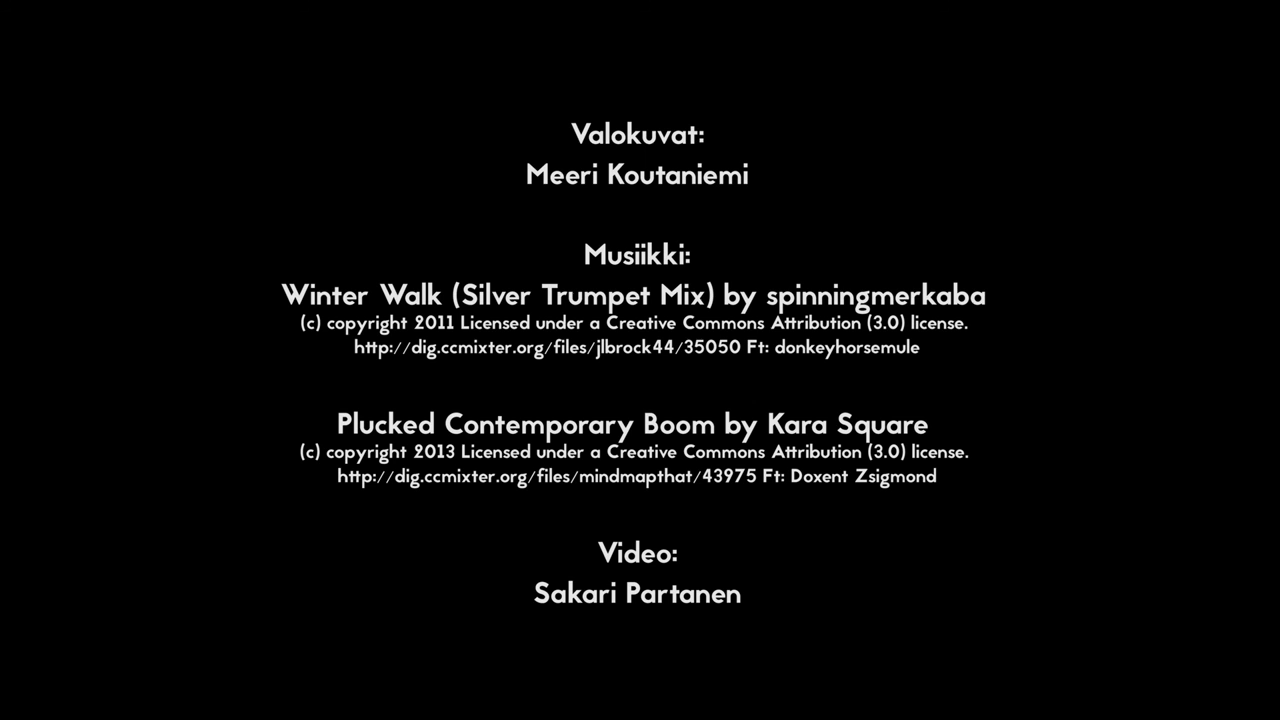 Valokuvat:
Meeri Koutaniemi
Musiikki:
Winter Walk (Silver Trumpet Mix) by spinningmerkaba
(c) copyright 2011 Licensed under a Creative Commons Attribution (3.0) license.
http://dig.ccmixter.org/files/jlbrock44/35050 Ft: donkeyhorsemule
Plucked Contemporary Boom by Kara Square
(c) copyright 2013 Licensed under a Creative Commons Attribution (3.0) license.
http://dig.ccmixter.org/files/mindmapthat/43975 Ft: Doxent Zsigmond
Video:
Sakari Partanen